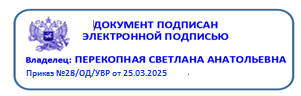 ДОКУМЕНТ ПОДПИСАН
ЭЛЕКТРОННОЙ ПОДПИСЬЮ
Владелец: ПЕРЕКОПНАЯ СВЕТЛАНА АНАТОЛЬЕВНА
Приказ №28/ОД/УВР от 25.03.2025